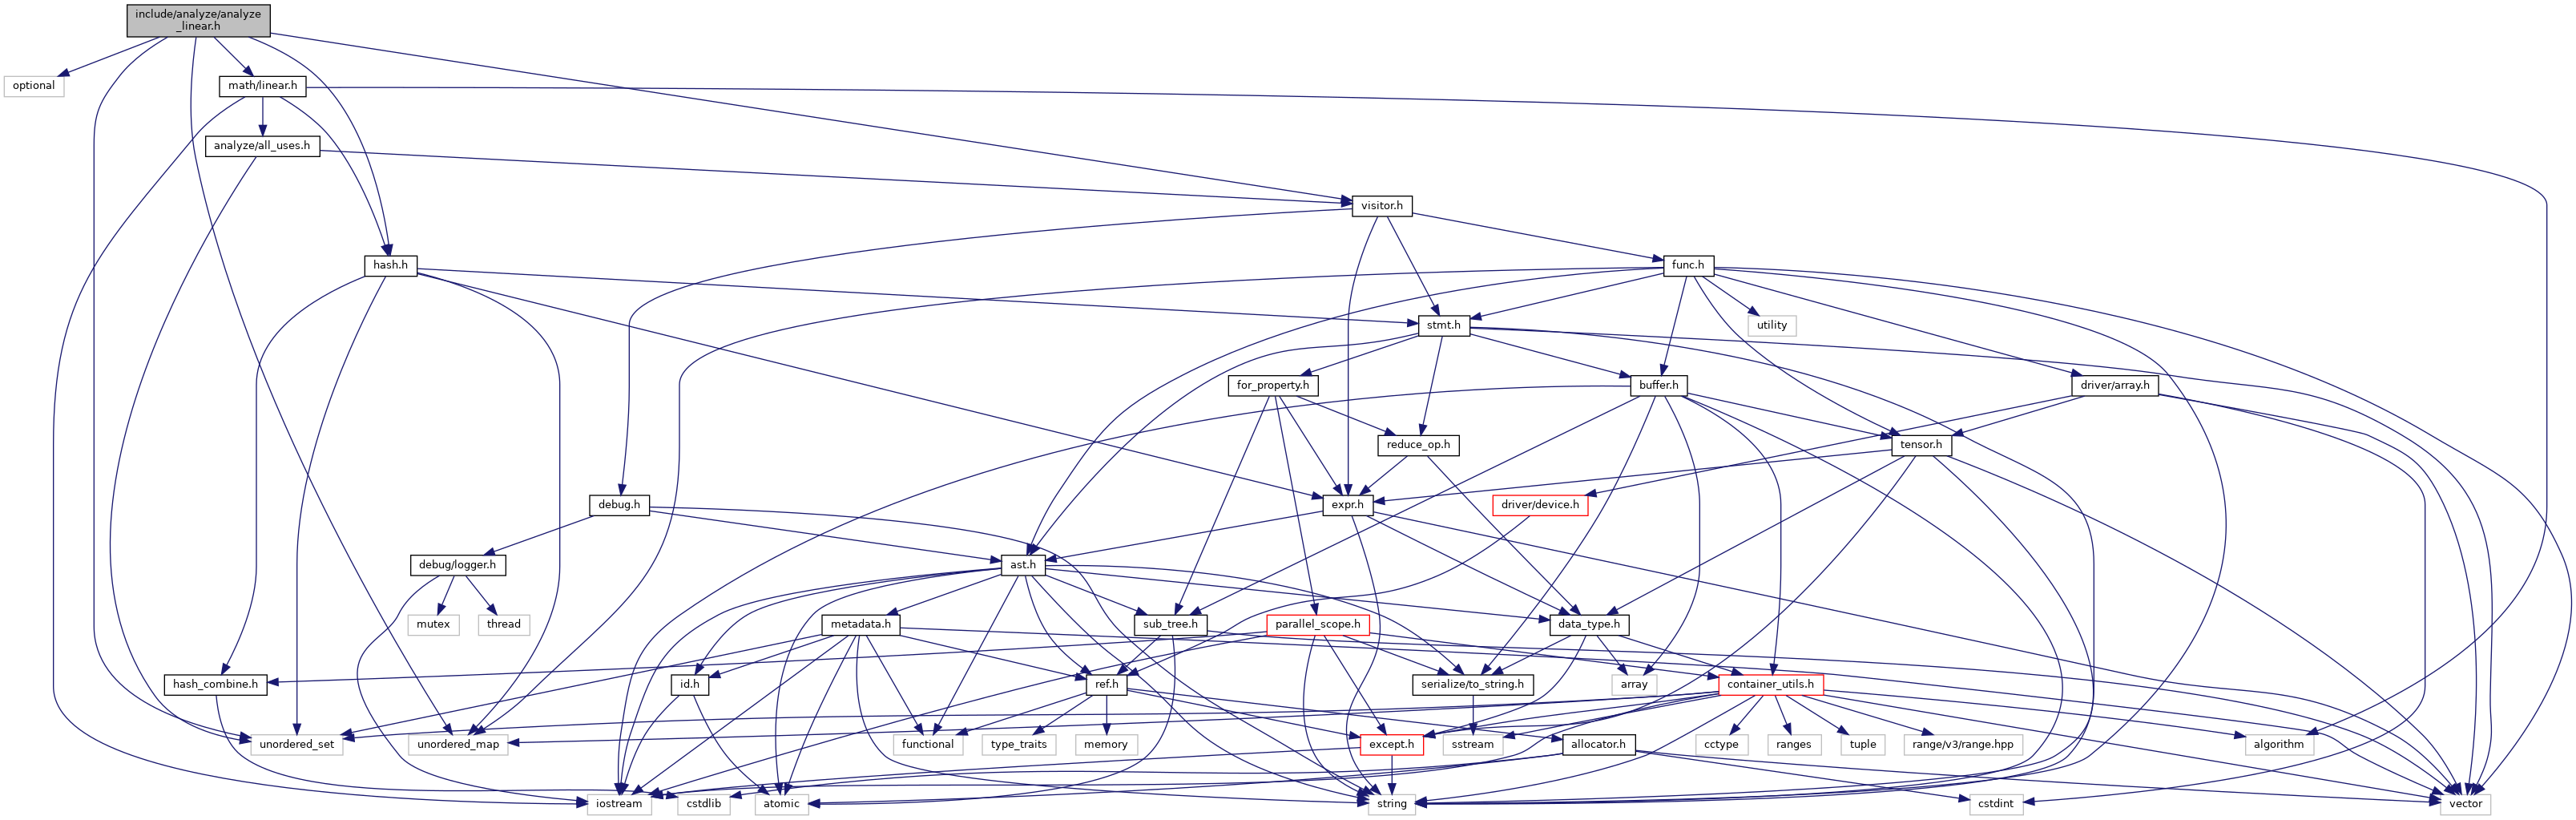 include/analyze/analyze
_linear.h
optional
math/linear.h
analyze/all_uses.h
visitor.h
hash.h
func.h
stmt.h
utility
for_property.h
buffer.h
driver/array.h
reduce_op.h
tensor.h
debug.h
expr.h
driver/device.h
debug/logger.h
ast.h
mutex
thread
metadata.h
sub_tree.h
parallel_scope.h
data_type.h
hash_combine.h
id.h
ref.h
serialize/to_string.h
array
container_utils.h
unordered_set
unordered_map
functional
type_traits
memory
except.h
sstream
allocator.h
cctype
ranges
tuple
range/v3/range.hpp
algorithm
iostream
cstdlib
atomic
string
cstdint
vector